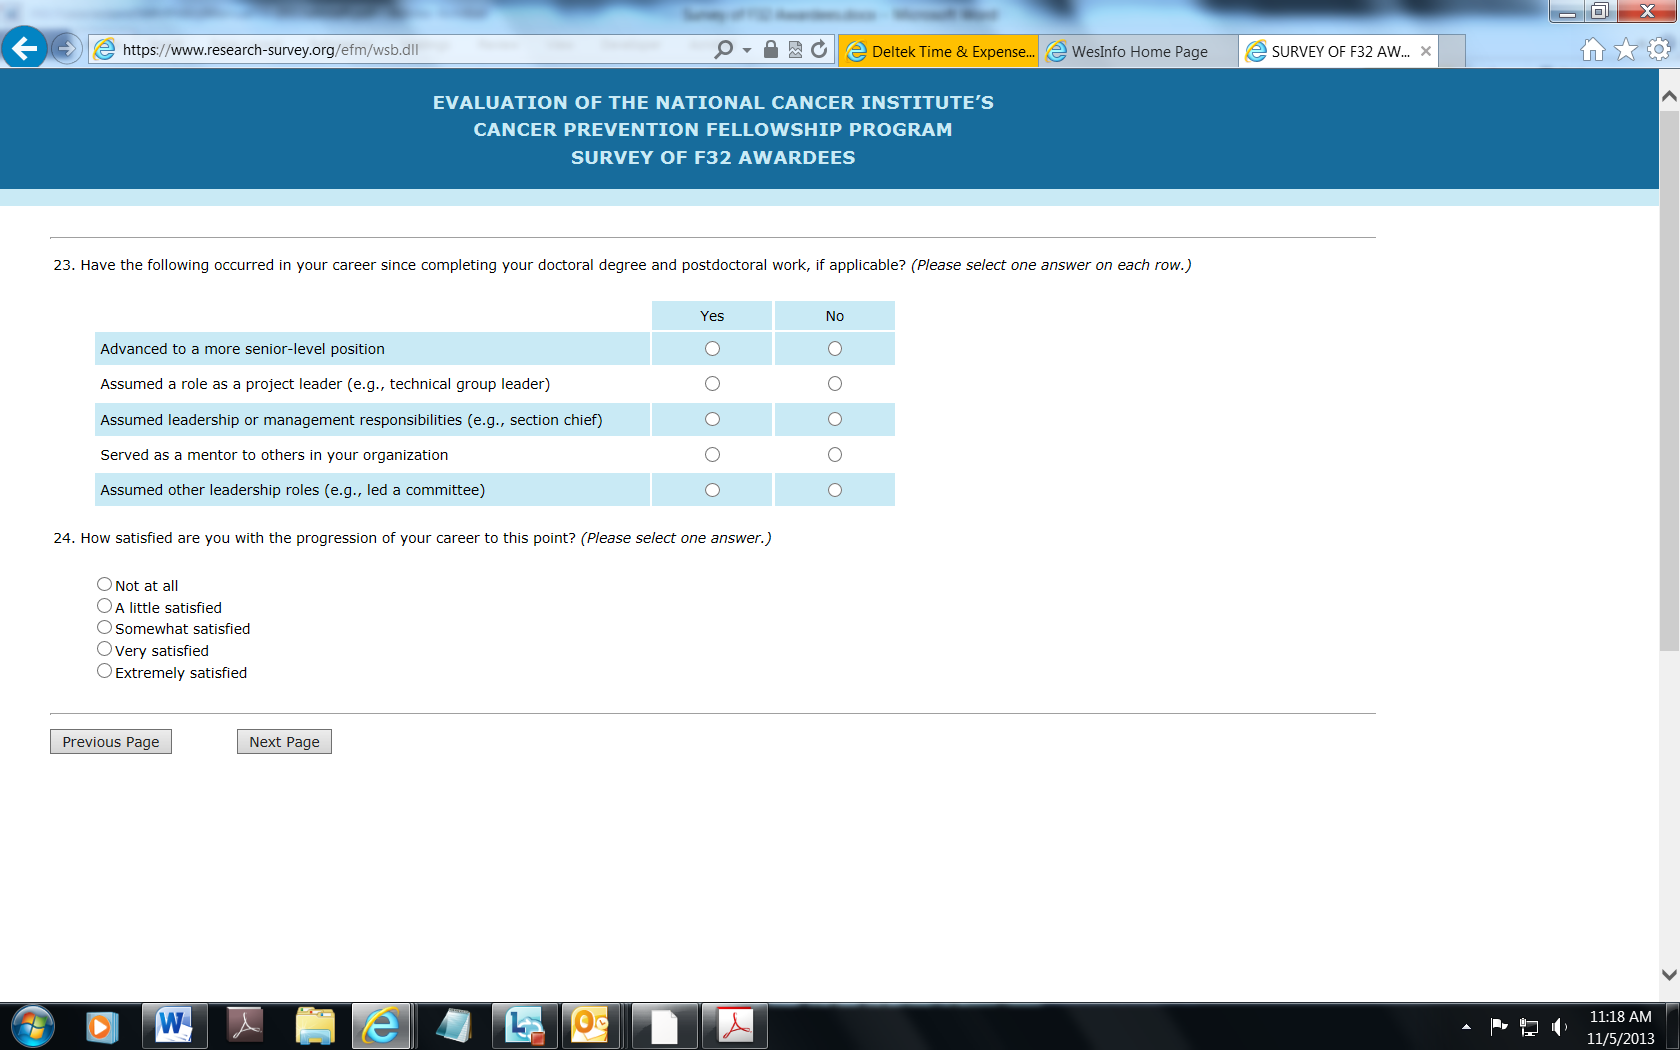 Survey of F32 Awardees.docx - Microsoft Word
https://www.research-survey.org/efm/wsb.dll
Deltek Time & Expense...
WesInfo Home Page
SURVEY OF F32 AW...
EVALUATION OF THE NATIONAL CANCER INSTITUTE’S
CANCER PREVENTION FELLOWSHIP PROGRAM
SURVEY OF F32 AWARDEES
23. Have the following occurred in your career since completing your doctoral degree and postdoctoral work, if applicable? (Please select one answer on each row.)
Yes No
Advanced to a more senior-level position
Assumed a role as a project leader (e.g., technical group leader)
Assumed leadership or management responsibilities (e.g., section chief)
Served as a mentor to others in your organization
Assumed other leadership roles (e.g., led a committee)
24. How satisfied are you with the progression of your career to this point? (Please select one answer.)
Not at all
A little satisfied
Somewhat satisfied
Very satisfied
Extremely satisfied
Previous Page Next Page
11:18 AM
11/5/2013